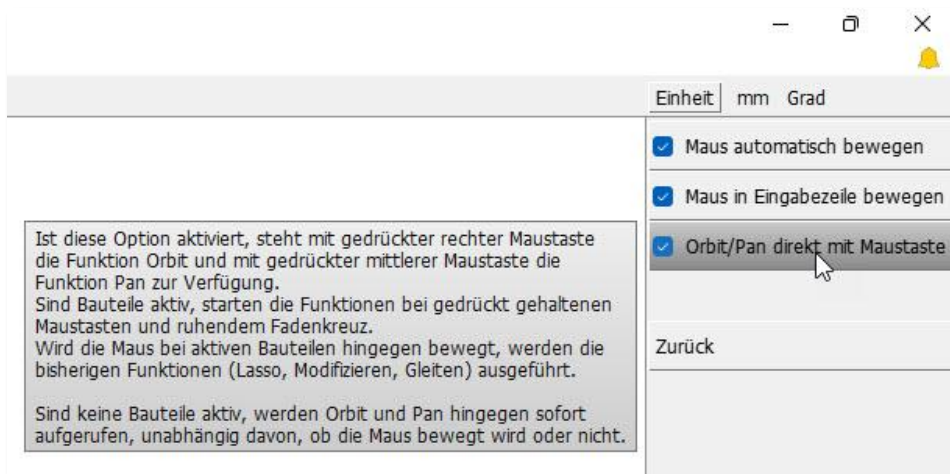 Einheit mm Grad
Maus automatisch bewegen
Maus in Eingabezeile bewegen
Orbit/Pan direkt mit Maustaste
Ist diese Option aktiviert, steht mit gedrückter rechter Maustaste
die Funktion Orbit und mit gedrückter mittlerer Maustaste die
Funktion Pan zur Verfügung.
Sind Bauteile aktiv, starten die Funktionen bei gedrückt gehaltenen
Maustasten und ruhendem Fadenkreuz.
Wird die Maus bei aktiven Bauteilen hingegen bewegt, werden die
bisherigen Funktionen (Lasso, Modifizieren, Gleiten) ausgeführt.
Sind keine Bauteile aktiv, werden Orbit und Pan hingegen sofort
aufgerufen, unabhängig davon, ob die Maus bewegt wird oder nicht.
Zurück